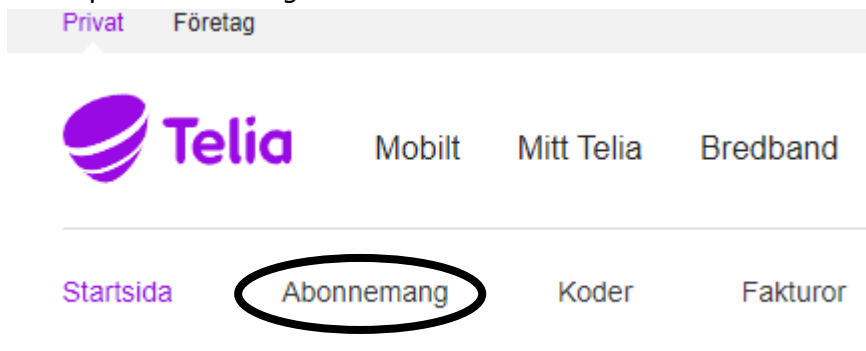 Privat Företag
Telia Mobilt Mitt Telia Bredband
Startsida Abonnemang Koder Fakturor